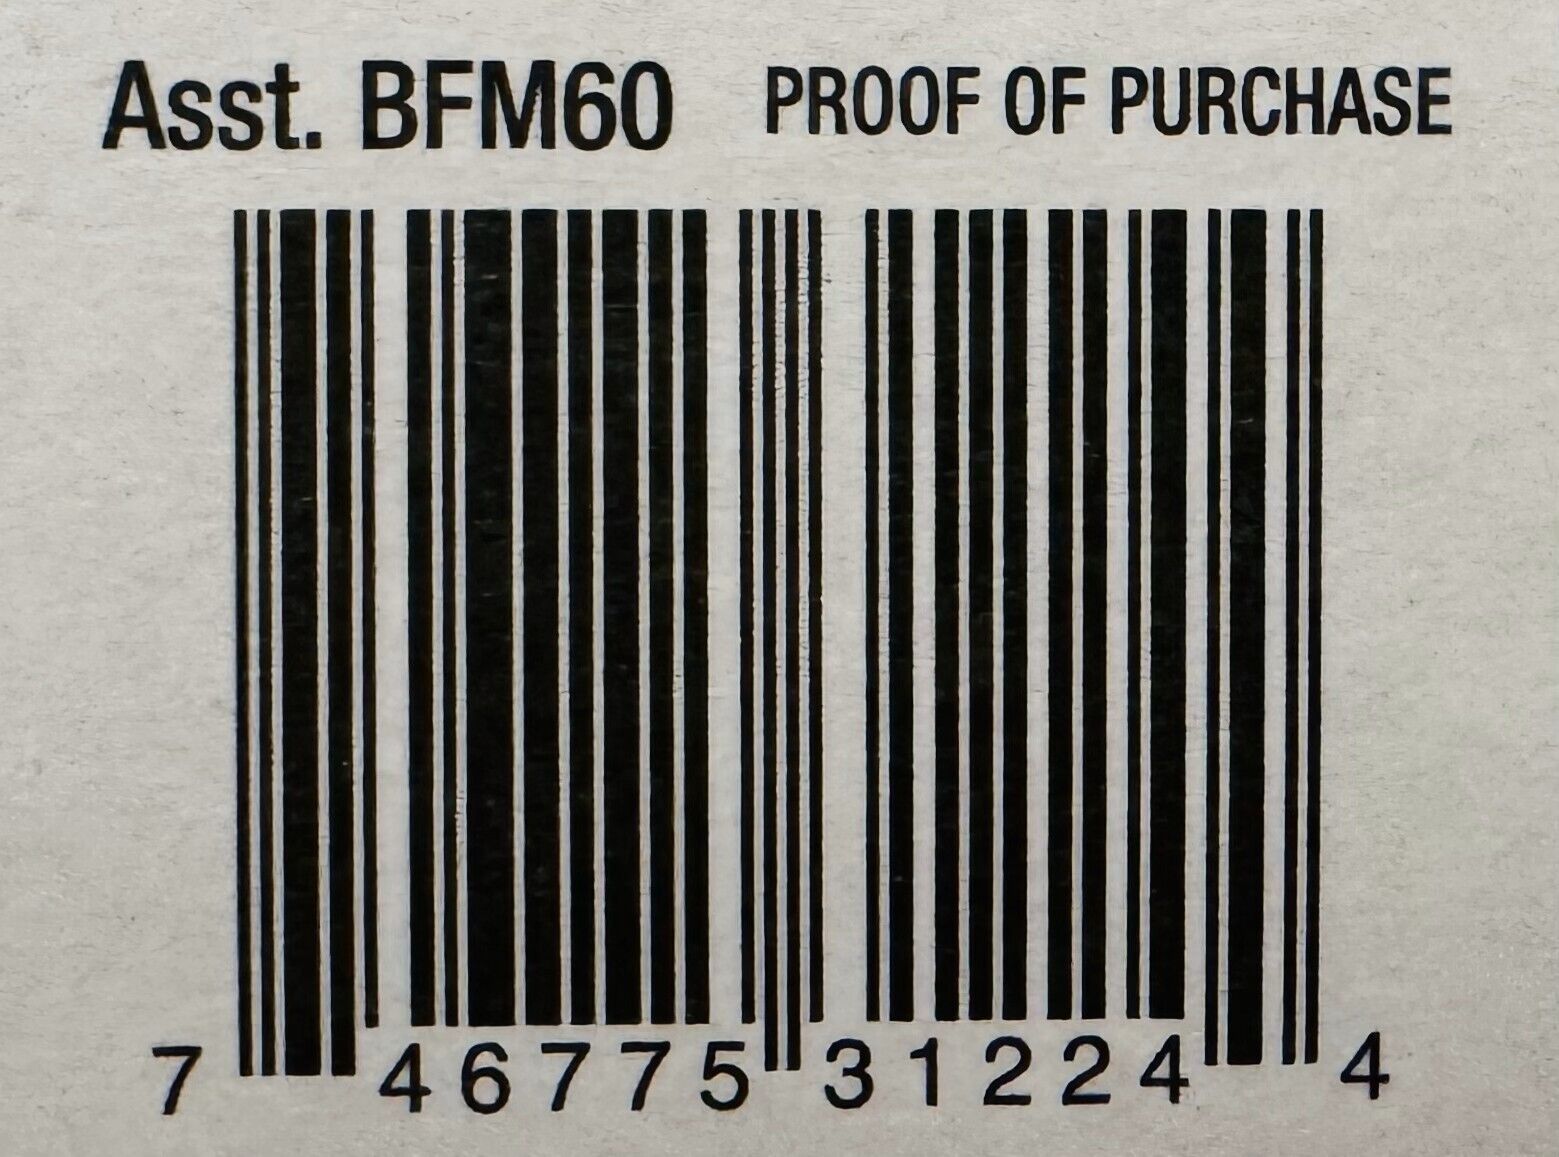 Asst. BFM60 PROOF OF PURCHASE
7 46775 31224 4